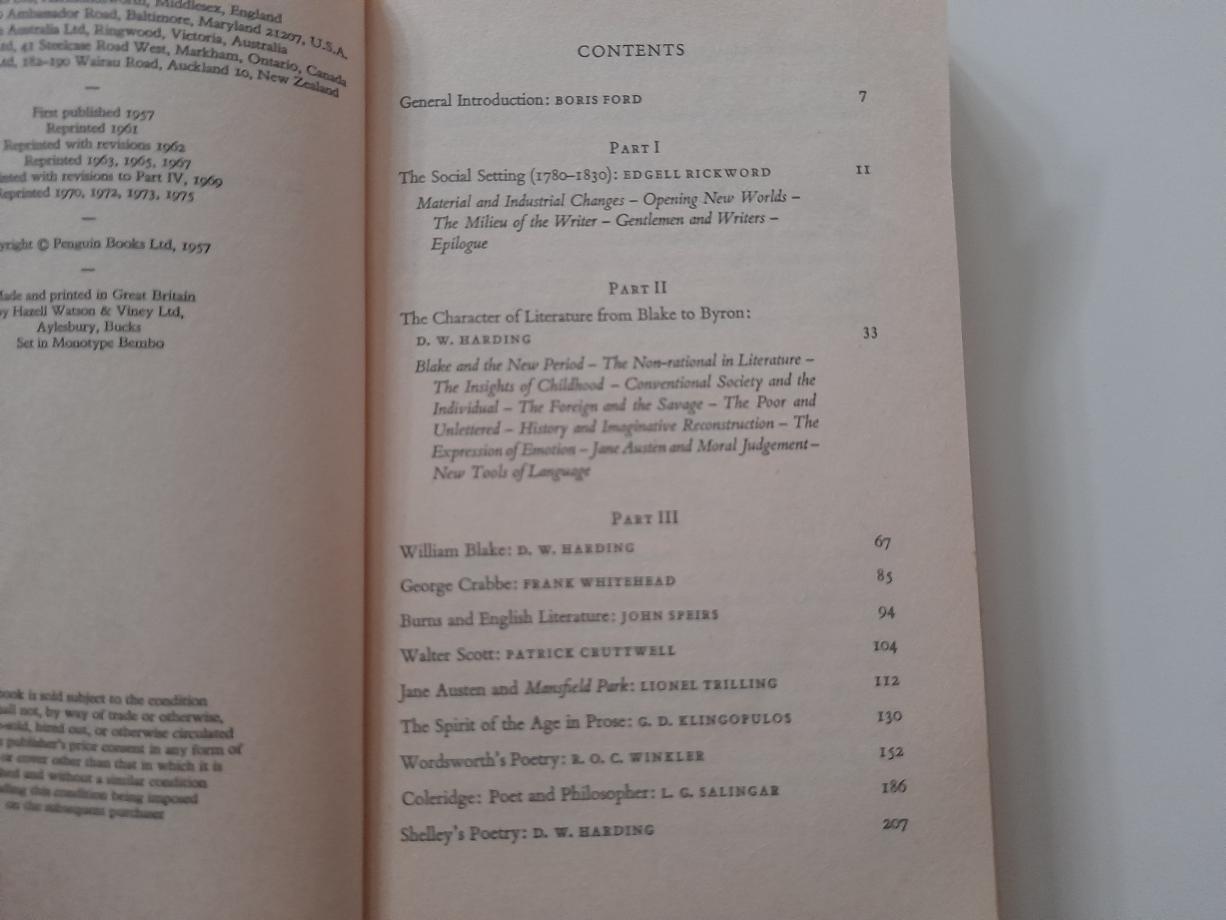 Middlesex, England
Ambassador Road, Baltimore, Maryland 21207, U.S.A.
Australia Ltd, Ringwood, Victoria, Australia
41 Steelcase Road West, Markham, Ontario, Canada
182–190 Wairau Road, Auckland 10, New Zealand
—
First published 1957
Reprinted 1961
Reprinted with revisions 1962
Reprinted 1963, 1965, 1967
with revisions to Part IV, 1969
Reprinted 1970, 1972, 1973, 1975
—
© Penguin Books Ltd, 1957
—
and printed in Great Britain
by Hazell Watson & Viney Ltd,
Aylesbury, Bucks
Set in Monotype Bembo
book is sold subject to the condition
not, by way of trade or otherwise,
hired out, or otherwise circulated
publisher's prior consent in any form of
or cover other than that in which it is
and without a similar condition
this condition being imposed
on the subsequent purchaser
CONTENTS
General Introduction: BORIS FORD 7
PART I
The Social Setting (1780–1830): EDGELL RICKWORD 11
Material and Industrial Changes – Opening New Worlds –
The Milieu of the Writer – Gentlemen and Writers –
Epilogue
PART II
The Character of Literature from Blake to Byron:
D. W. HARDING 33
Blake and the New Period – The Non-rational in Literature –
The Insights of Childhood – Conventional Society and the
Individual – The Foreign and the Savage – The Poor and
Unlettered – History and Imaginative Reconstruction – The
Expression of Emotion – Jane Austen and Moral Judgement –
New Tools of Language
PART III
William Blake: D. W. HARDING 67
George Crabbe: FRANK WHITEHEAD 85
Burns and English Literature: JOHN SPEIRS 94
Walter Scott: PATRICK CRUTTWELL 104
Jane Austen and Mansfield Park: LIONEL TRILLING 112
The Spirit of the Age in Prose: G. D. KLINGOPULOS 130
Wordsworth's Poetry: R. O. C. WINKLER 152
Coleridge: Poet and Philosopher: L. G. SALINGAR 186
Shelley's Poetry: D. W. HARDING 207